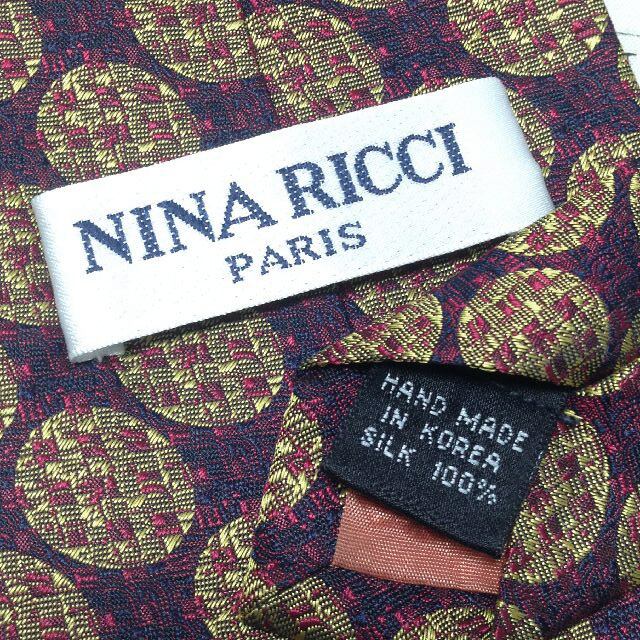 NINA RICCI
PARIS
HAND MADE
IN KOREA
SILK 100%